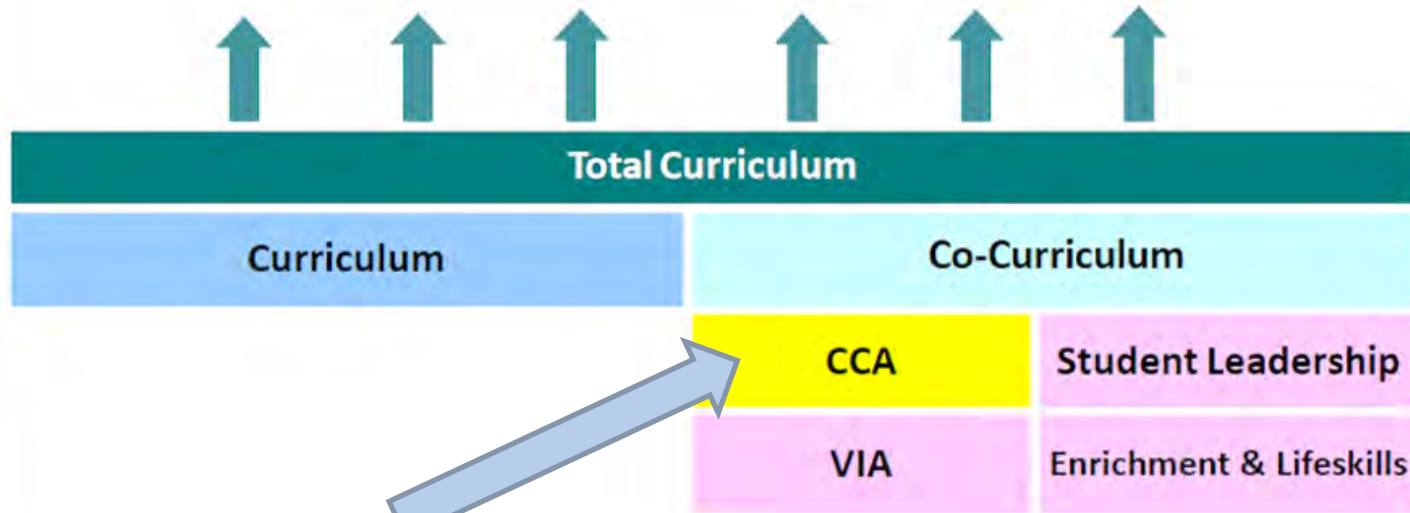 Total Curriculum
Curriculum
Co-Curriculum
CCA
Student Leadership
VIA
Enrichment & Lifeskills